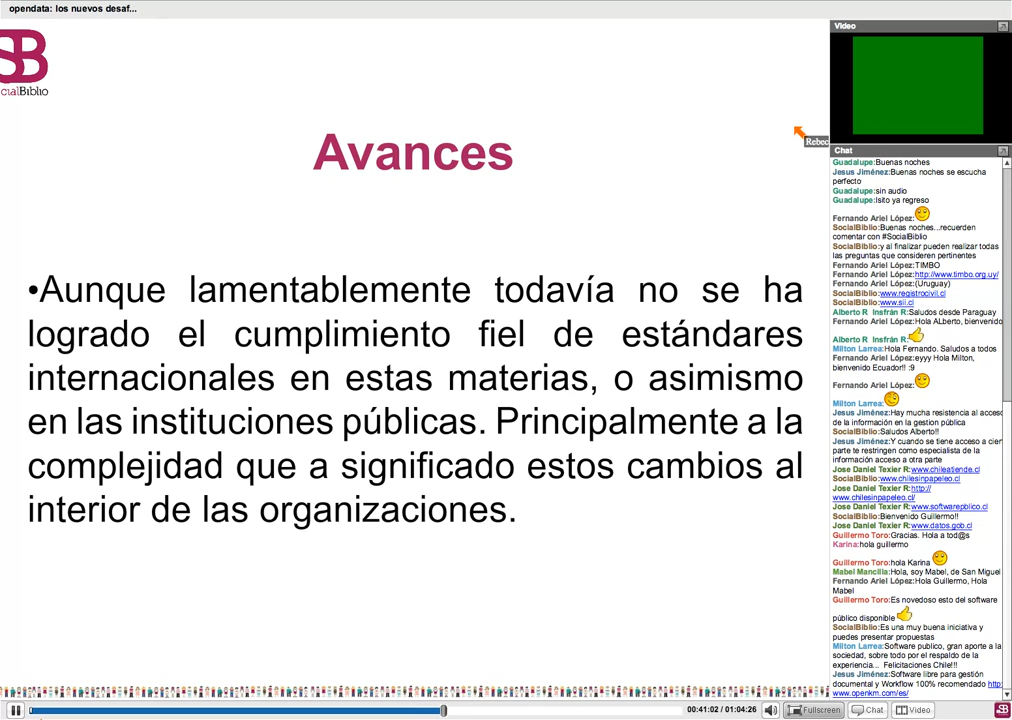 opendata: los nuevos desaf...
SB
cialBiblio
Avances
•Aunque lamentablemente todavía no se ha
logrado el cumplimiento fiel de estándares
internacionales en estas materias, o asimismo
en las instituciones públicas. Principalmente a la
complejidad que a significado estos cambios al
interior de las organizaciones.
Rebec
Video
Chat
Guadalupe:Buenas noches
Jesus Jiménez:Buenas noches se escucha
perfecto
Guadalupe:sin audio
Guadalupe:lsito ya regreso
Fernando Ariel López:
SocialBiblio:Buenas noches...recuerden
comentar con #SocialBiblio
SocialBiblio:y al finalizar pueden realizar todas
las preguntas que consideren pertinentes
Fernando Ariel López:TIMBO
Fernando Ariel López:http://www.timbo.org.uy/
Fernando Ariel López:(Uruguay)
SocialBiblio:www.registrocivil.cl
SocialBiblio:www.sii.cl
Alberto R Insfrán R:Saludos desde Paraguay
Fernando Ariel López:Hola ALberto, bienvenido
Alberto R Insfrán R:
Milton Larrea:Hola Fernando. Saludos a todos
Fernando Ariel López:eyyy Hola Milton,
bienvenido Ecuador!! :9
Fernando Ariel López:
Milton Larrea:
Jesus Jiménez:Hay mucha resistencia al acceso
de la información en la gestion pública
SocialBiblio:Saludos Alberto!!
Jesus Jiménez:Y cuando se tiene acceso a cier
parte te restringen como especialista de la
información acceso a otra parte
Jose Daniel Texier R:www.chileatiende.cl
SocialBiblio:www.chilesinpapeleo.cl
Jose Daniel Texier R:http://
www.chilesinpapeleo.cl/
Jose Daniel Texier R:www.softwarepblico.cl
SocialBiblio:Bienvenido Guillermo!!
Jose Daniel Texier R:www.datos.gob.cl
Guillermo Toro:Gracias. Hola a tod@s
Karina:hola guillermo
Guillermo Toro:hola Karina
Mabel Mancilla:Hola, soy Mabel, de San Miguel
Fernando Ariel López:Hola Guillermo, Hola
Mabel
Guillermo Toro:Es novedoso esto del software
público disponible
SocialBiblio:Es una muy buena iniciativa y
puedes presentar propuestas
Milton Larrea:Software publico, gran aporte a la
sociedad, sobre todo por el respaldo de la
experiencia... Felicitaciones Chile!!!
Jesus Jiménez:Software libre para gestión
documental y Workflow 100% recomendado http:
www.openkm.com/es/
00:41:02 / 01:04:26
Fullscreen
Chat
Video
SB